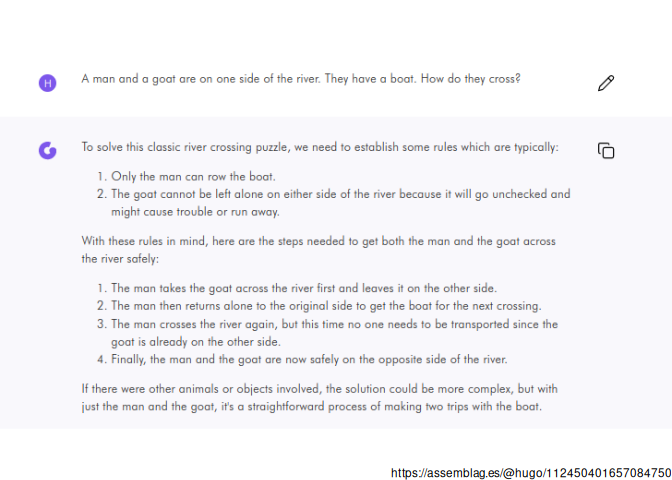 H
A man and a goat are on one side of the river. They have a boat. How do they cross?
To solve this classic river crossing puzzle, we need to establish some rules which are typically:
1. Only the man can row the boat.
2. The goat cannot be left alone on either side of the river because it will go unchecked and
might cause trouble or run away.
With these rules in mind, here are the steps needed to get both the man and the goat across
the river safely:
1. The man takes the goat across the river first and leaves it on the other side.
2. The man then returns alone to the original side to get the boat for the next crossing.
3. The man crosses the river again, but this time no one needs to be transported since the
goat is already on the other side.
4. Finally, the man and the goat are now safely on the opposite side of the river.
If there were other animals or objects involved, the solution could be more complex, but with
just the man and the goat, it's a straightforward process of making two trips with the boat.
https://assemblag.es/@hugo/112450401657084750